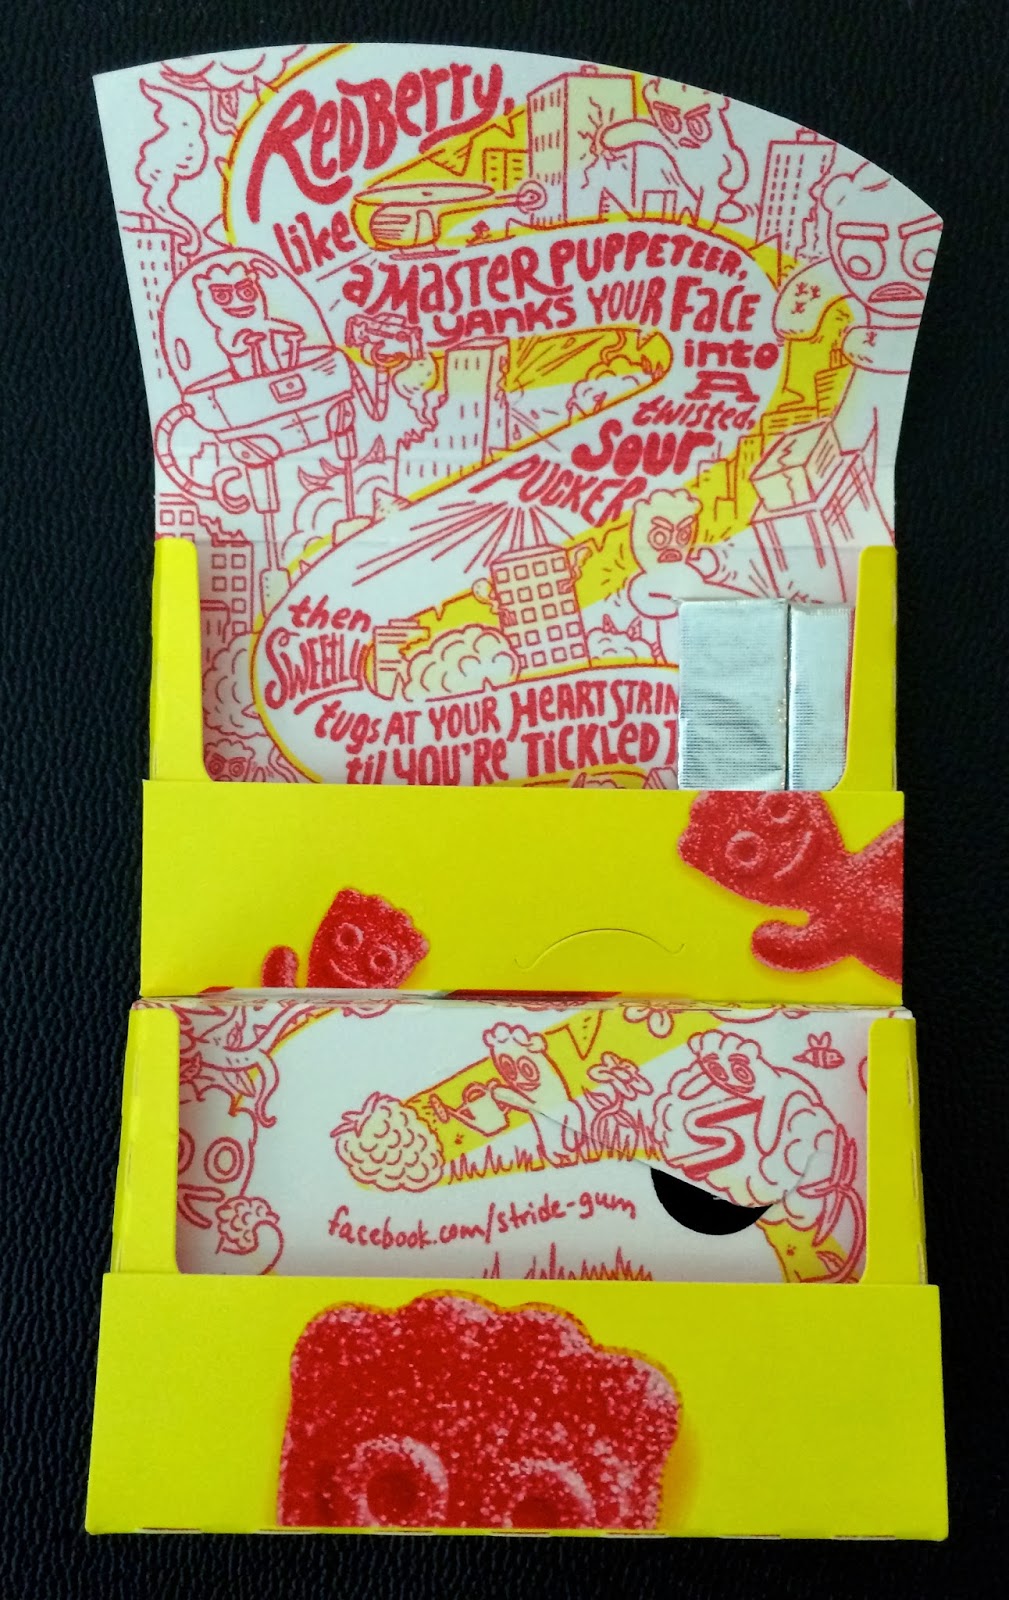 RedBerry,
like
a Master PUPPETEER,
YANKS YOUR FACE
into
A
twisted,
SOUR
PUCKER
then
SWEETLY
tugs AT YOUR HEARTSTRIN
til YOU'RE TICKLED
facebook.com/stride-gum
S